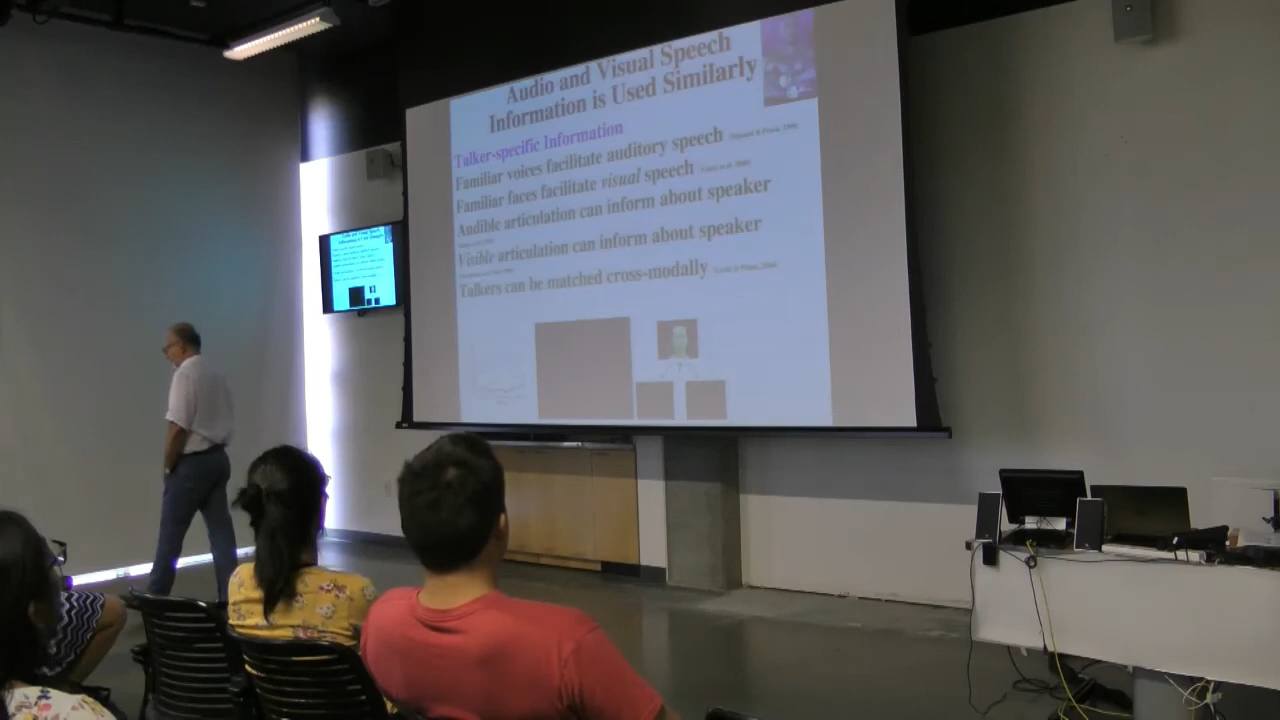 Audio and Visual Speech
Information is Used Similarly
Talker-specific Information
Familiar voices facilitate auditory speech
Familiar faces facilitate visual speech
Audible articulation can inform about speaker
Visible articulation can inform about speaker
Talkers can be matched cross-modally